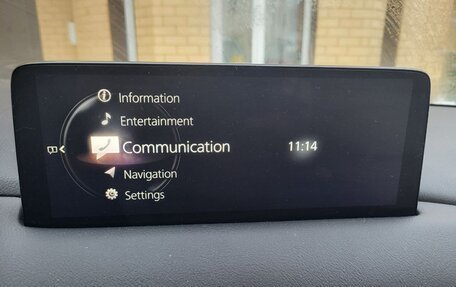 Information
Entertainment
Communication
11:14
Navigation
Settings